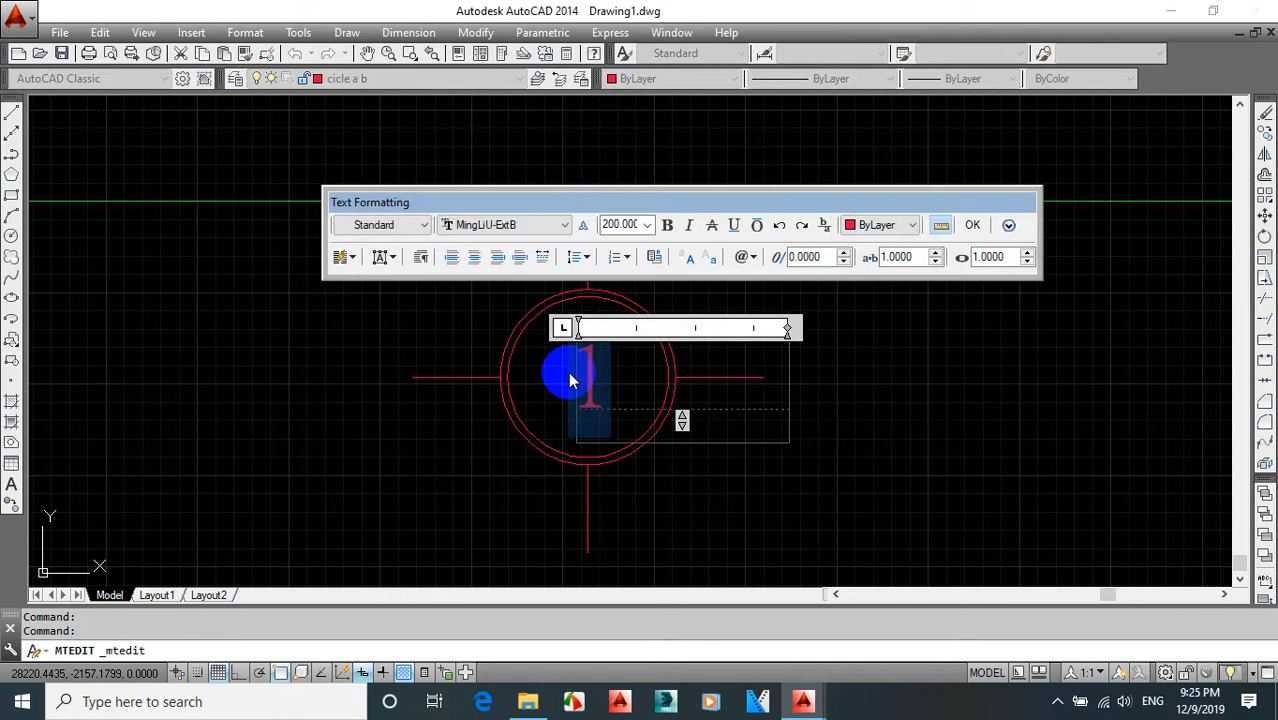 Autodesk AutoCAD 2014 Drawing1.dwg
File Edit View Insert Format Tools Draw Dimension Modify Parametric Express Window Help
Standard
AutoCAD Classic cicle a b ByLayer ByLayer ByLayer ByColor
Text Formatting
Standard MingLiU-ExtB 200.000 B I A U O b/a ByLayer OK
@ 0/ 0.0000 a•b 1.0000 1.0000
L
1
Y
X
Model Layout1 Layout2
Command:
Command:
MTEDIT _mtedit
28220.4435, -2157.1799, 0.0000 MODEL 1:1
Type here to search ENG 9:25 PM
12/9/2019